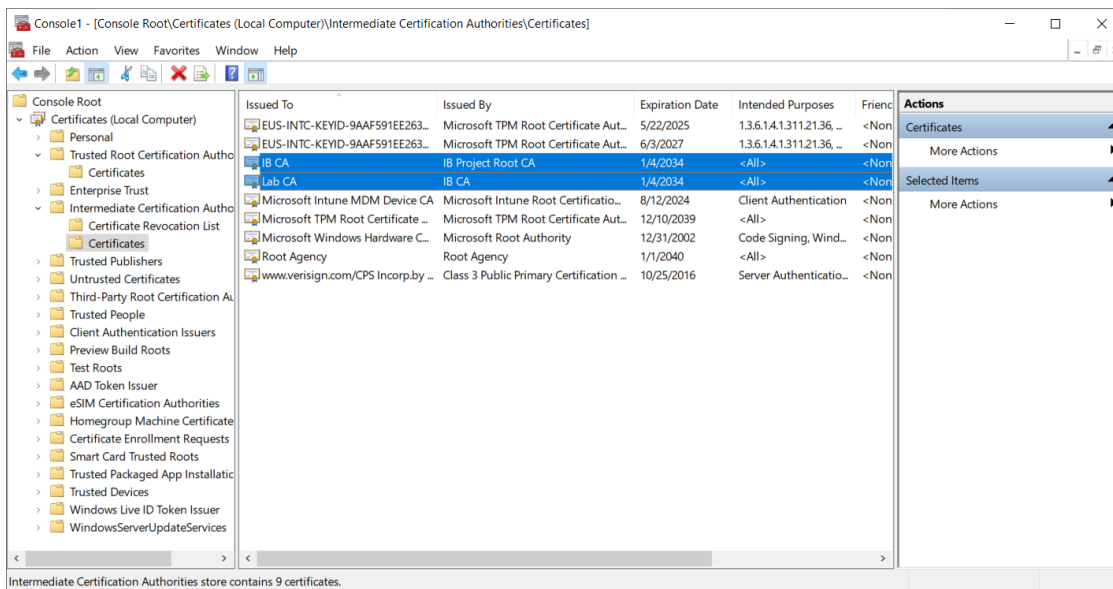 Console1 - [Console Root\Certificates (Local Computer)\Intermediate Certification Authorities\Certificates]
File Action View Favorites Window Help
Console Root
Certificates (Local Computer)
Personal
Trusted Root Certification Autho
Certificates
Enterprise Trust
Intermediate Certification Autho
Certificate Revocation List
Certificates
Trusted Publishers
Untrusted Certificates
Third-Party Root Certification Au
Trusted People
Client Authentication Issuers
Preview Build Roots
Test Roots
AAD Token Issuer
eSIM Certification Authorities
Homegroup Machine Certificate
Certificate Enrollment Requests
Smart Card Trusted Roots
Trusted Packaged App Installatic
Trusted Devices
Windows Live ID Token Issuer
WindowsServerUpdateServices
Issued To Issued By Expiration Date Intended Purposes Frienc
EUS-INTC-KEYID-9AAF591EE263... Microsoft TPM Root Certificate Aut... 5/22/2025 1.3.6.1.4.1.311.21.36, ... <Non
EUS-INTC-KEYID-9AAF591EE263... Microsoft TPM Root Certificate Aut... 6/3/2027 1.3.6.1.4.1.311.21.36, ... <Non
IB CA IB Project Root CA 1/4/2034 <All> <Non
Lab CA IB CA 1/4/2034 <All> <Non
Microsoft Intune MDM Device CA Microsoft Intune Root Certificatio... 8/12/2024 Client Authentication <Non
Microsoft TPM Root Certificate ... Microsoft TPM Root Certificate Aut... 12/10/2039 <All> <Non
Microsoft Windows Hardware C... Microsoft Root Authority 12/31/2002 Code Signing, Wind... <Non
Root Agency Root Agency 1/1/2040 <All> <Non
www.verisign.com/CPS Incorp.by ... Class 3 Public Primary Certification ... 10/25/2016 Server Authenticatio... <Non
Actions
Certificates
More Actions
Selected Items
More Actions
Intermediate Certification Authorities store contains 9 certificates.